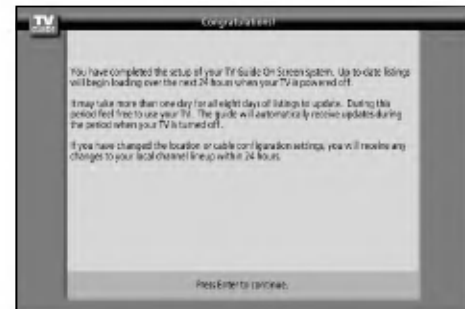 TV
GUIDE
Congratulations!
You have completed the setup of your TV Guide On Screen system. Up-to-date listings
will begin loading over the next 24 hours when your TV is powered off.
It may take more than one day for all eight days of listings to update. During this
period feel free to use your TV. The guide will automatically receive updates during
the period when your TV is turned off.
If you have changed the location or cable configuration settings, you will receive any
changes to your local channel lineup within 24 hours.
Press Enter to continue.